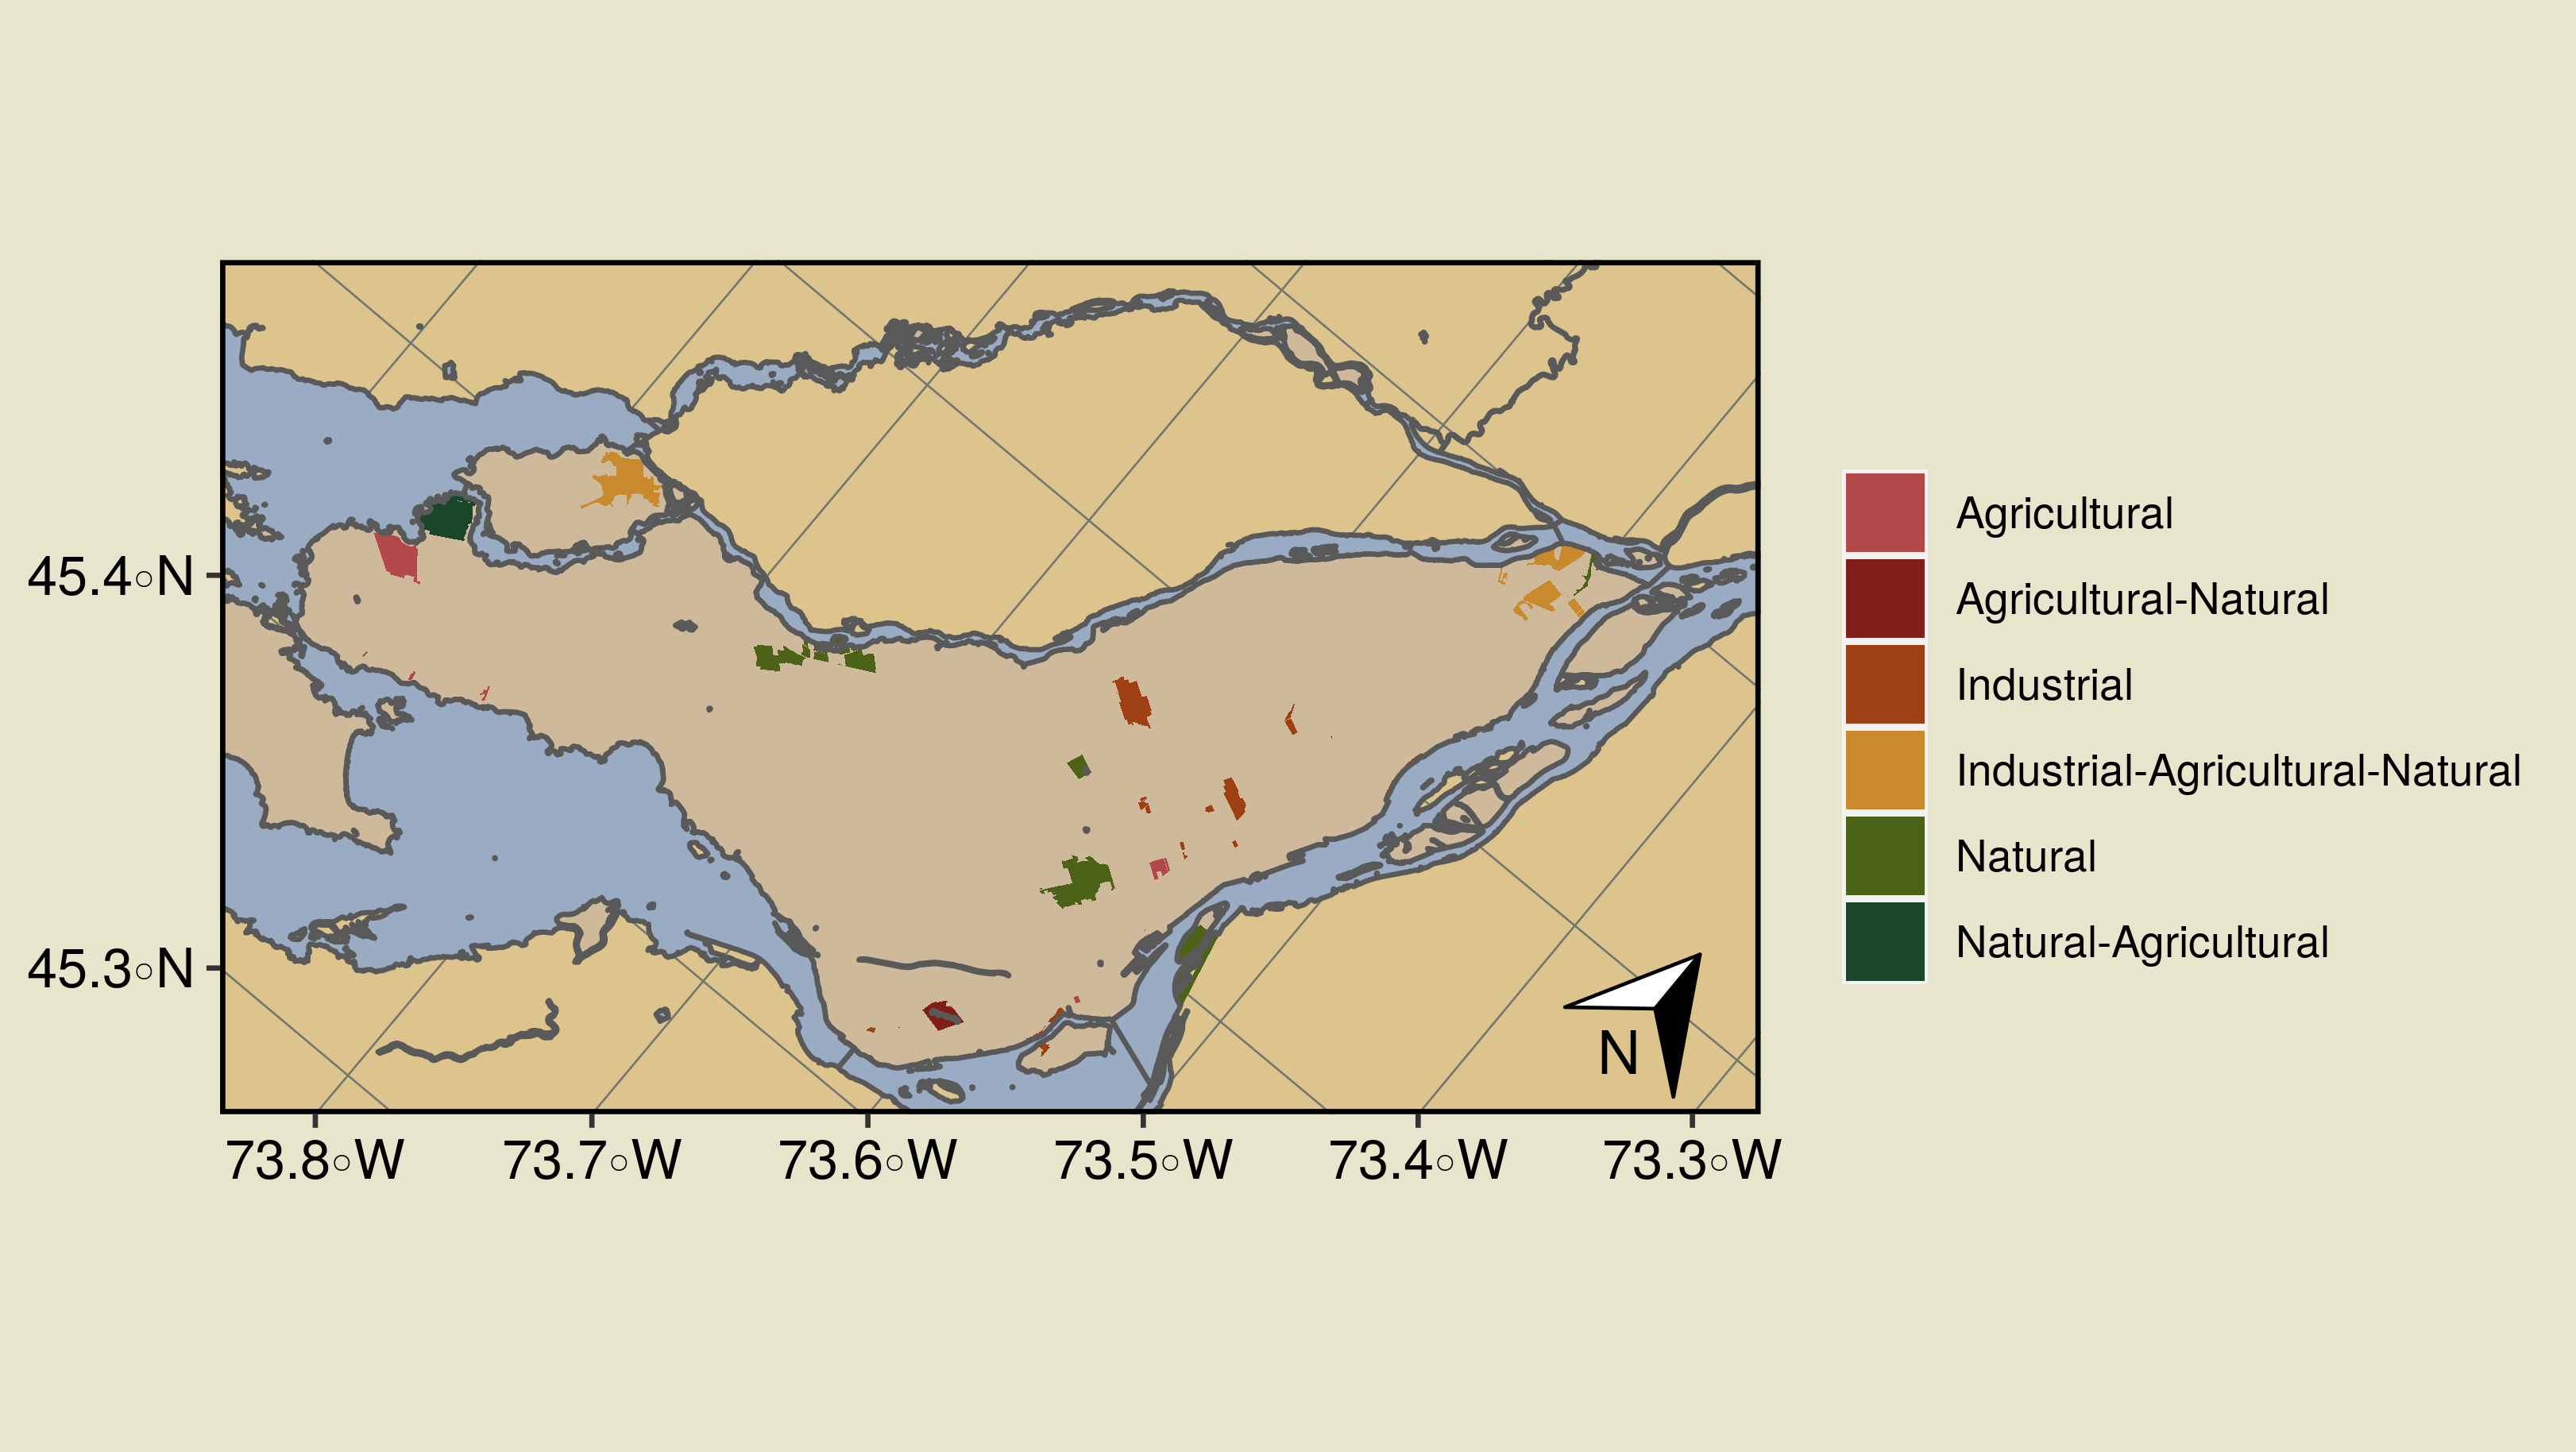 45.4◦N
45.3◦N
73.8◦W 73.7◦W 73.6◦W 73.5◦W 73.4◦W 73.3◦W
N
Agricultural
Agricultural-Natural
Industrial
Industrial-Agricultural-Natural
Natural
Natural-Agricultural